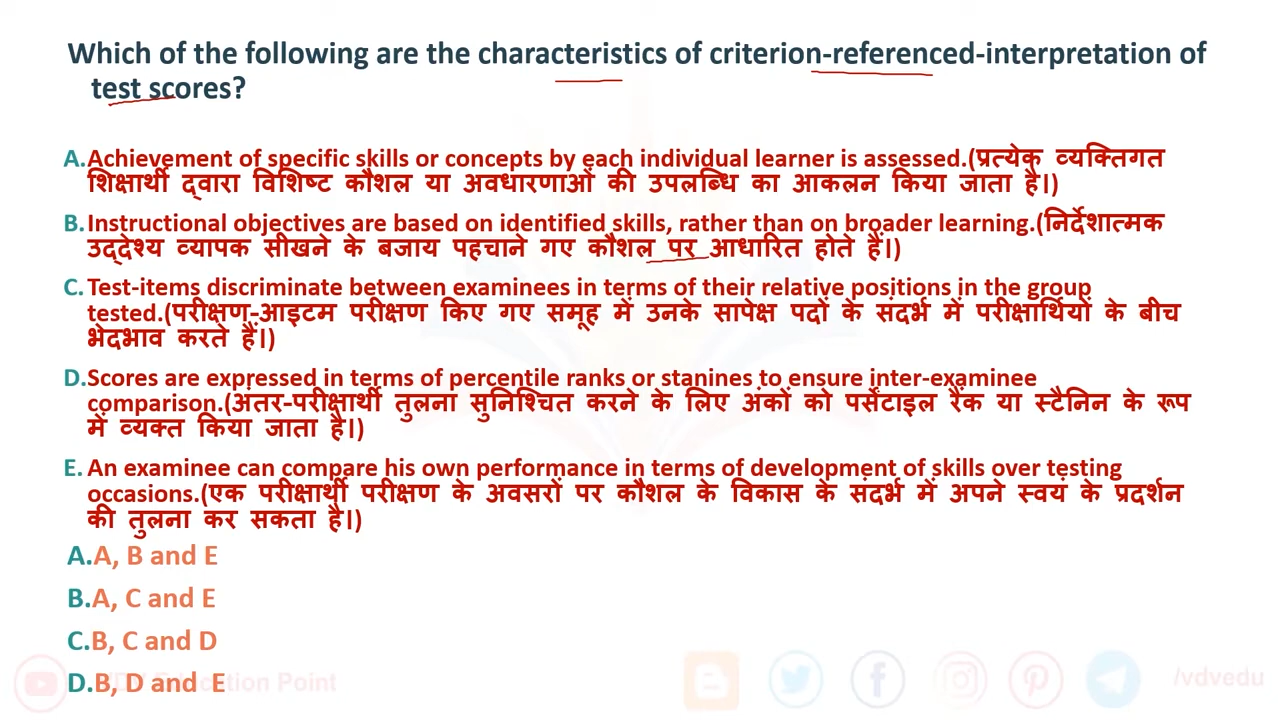 Which of the following are the characteristics of criterion-referenced-interpretation of
test scores?
A.Achievement of specific skills or concepts by each individual learner is assessed.(प्रत्येक व्यक्तिगत
शिक्षार्थी द्वारा विशिष्ट कौशल या अवधारणाओं की उपलब्धि का आकलन किया जाता है।)
B.Instructional objectives are based on identified skills, rather than on broader learning.(निर्देशात्मक
उद्देश्य व्यापक सीखने के बजाय पहचाने गए कौशल पर आधारित होते हैं।)
C.Test-items discriminate between examinees in terms of their relative positions in the group
tested.(परीक्षण-आइटम परीक्षण किए गए समूह में उनके सापेक्ष पदों के संदर्भ में परीक्षार्थियों के बीच
भेदभाव करते हैं।)
D.Scores are expressed in terms of percentile ranks or stanines to ensure inter-examinee
comparison.(अंतर-परीक्षार्थी तुलना सुनिश्चित करने के लिए अंकों को पर्सेंटाइल रैंक या स्टैनिन के रूप
में व्यक्त किया जाता है।)
E. An examinee can compare his own performance in terms of development of skills over testing
occasions.(एक परीक्षार्थी परीक्षण के अवसरों पर कौशल के विकास के संदर्भ में अपने स्वयं के प्रदर्शन
की तुलना कर सकता है।)
A.A, B and E
B.A, C and E
C.B, C and D
D.B, D and E
Education Point
/vdvedu